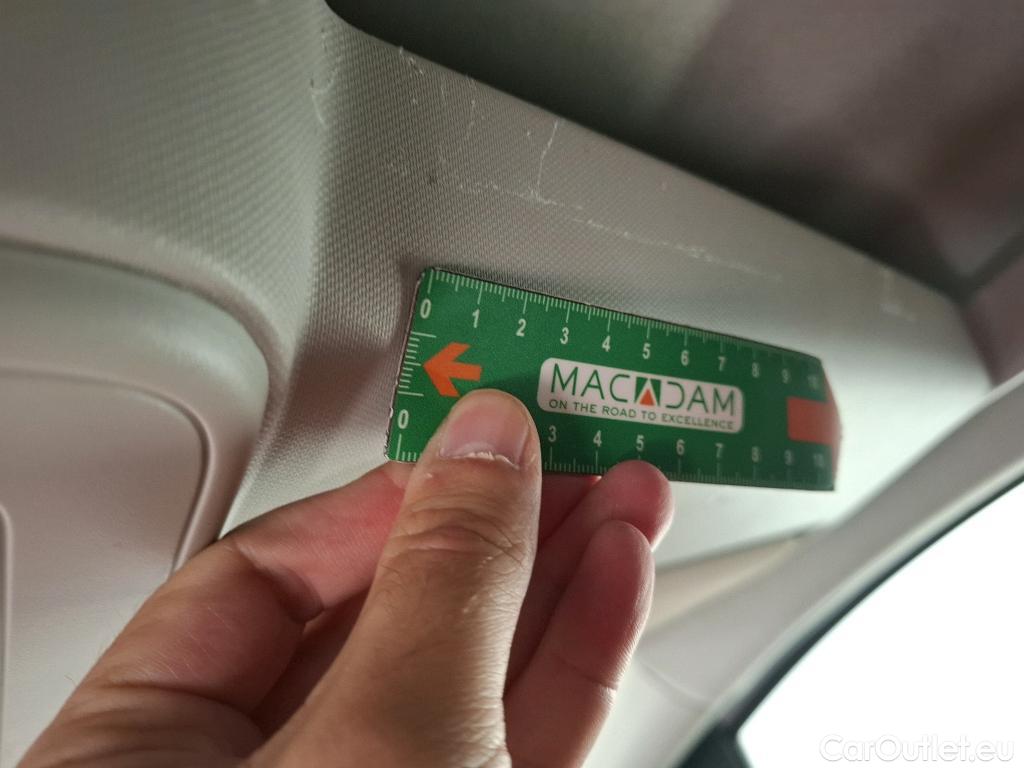 0 1 2 3 4 5 6 7 8 9 10
MACADAM
ON THE ROAD TO EXCELLENCE
0 3 4 5 6 7 8 9 10
CarOutlet.eu